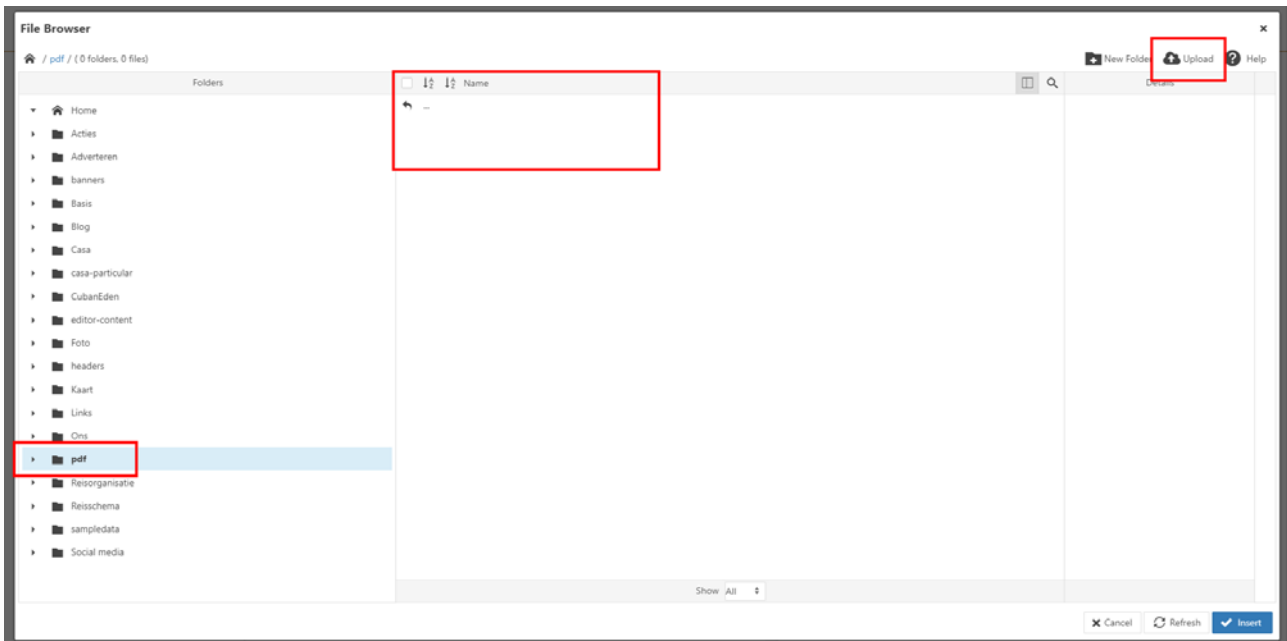 File Browser ×
/ pdf / ( 0 folders, 0 files) New Folder Upload Help
Folders Name Details
Home ...
Acties
Adverteren
banners
Basis
Blog
Casa
casa-particular
CubanEden
editor-content
Foto
headers
Kaart
Links
Ons
pdf
Reisorganisatie
Reisschema
sampledata
Social media
Show All
Cancel Refresh Insert